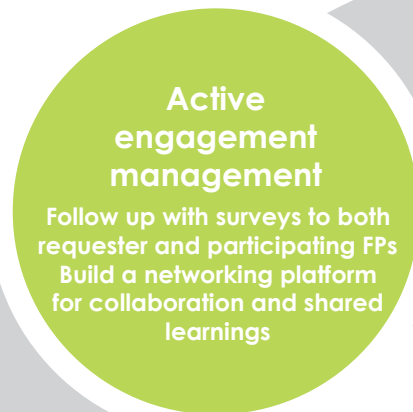 Active
engagement
management
Follow up with surveys to both
requester and participating FPs
Build a networking platform
for collaboration and shared
learnings